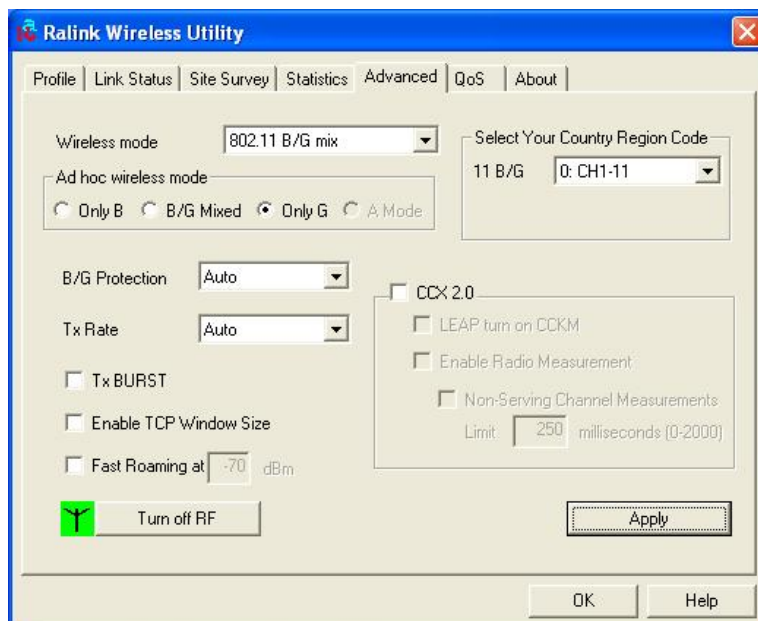 Ralink Wireless Utility
Profile Link Status Site Survey Statistics Advanced QoS About
Wireless mode 802.11 B/G mix
Select Your Country Region Code
11 B/G 0: CH1-11
Ad hoc wireless mode
Only B B/G Mixed Only G A Mode
B/G Protection Auto
CCX 2.0
Tx Rate Auto
LEAP turn on CCKM
Enable Radio Measurement
Tx BURST
Non-Serving Channel Measurements
Enable TCP Window Size
Limit 250 milliseconds (0-2000)
Fast Roaming at -70 dBm
Turn off RF
Apply
OK Help